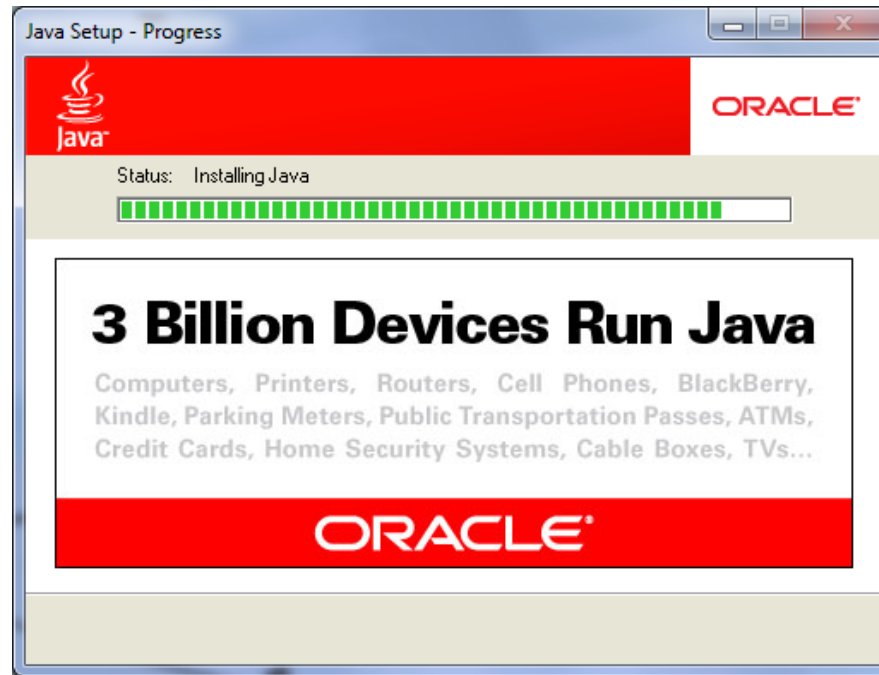 Java Setup - Progress
Java™
ORACLE®
Status: Installing Java
3 Billion Devices Run Java
Computers, Printers, Routers, Cell Phones, BlackBerry,
Kindle, Parking Meters, Public Transportation Passes, ATMs,
Credit Cards, Home Security Systems, Cable Boxes, TVs...
ORACLE®